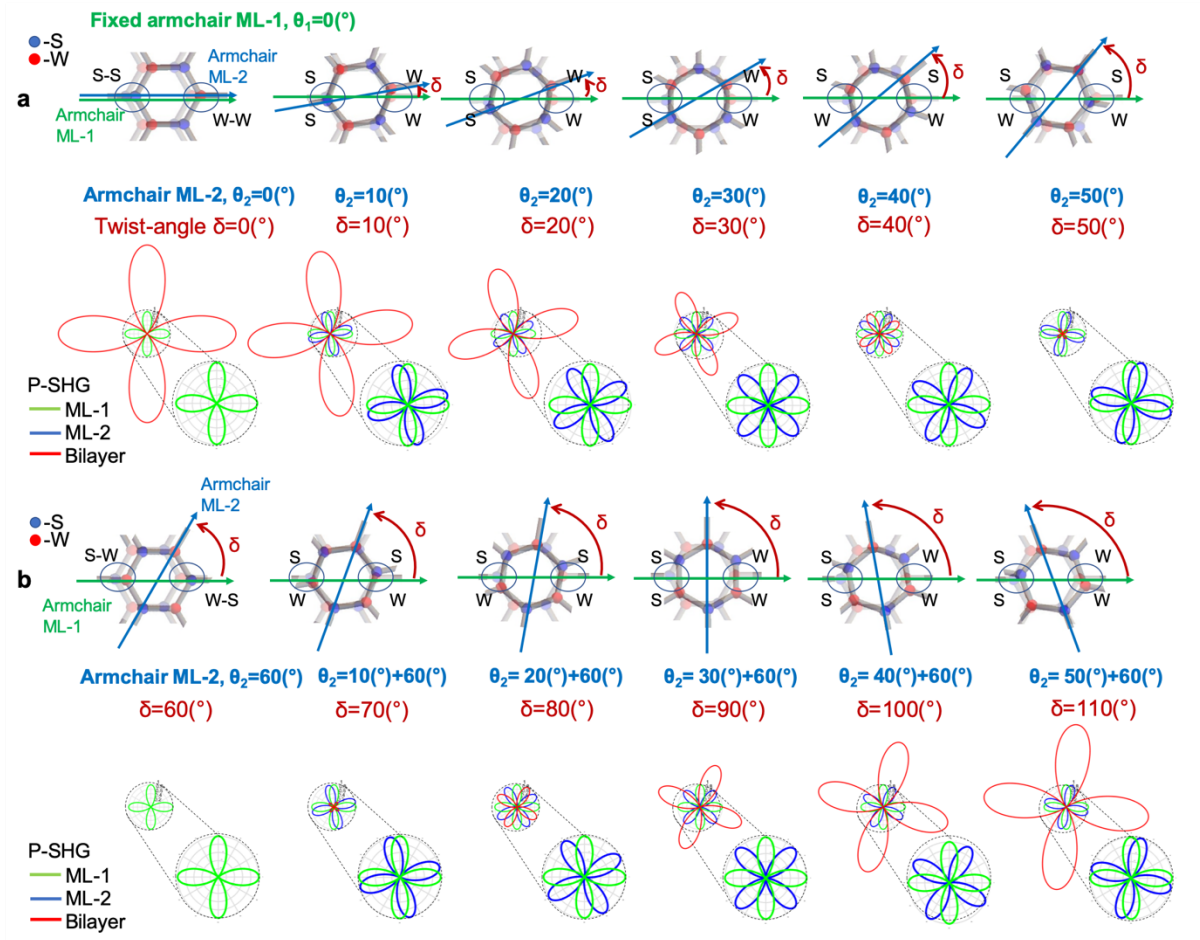 Fixed armchair ML-1, θ₁=0(°)
-S
-W
a
S-S
Armchair
ML-2
Armchair
ML-1
W-W
S
W
δ
S
W
S
W
δ
S
W
S
W
δ
S
W
S
S
δ
W
W
S
S
δ
W
W
Armchair ML-2, θ₂=0(°)
θ₂=10(°)
θ₂=20(°)
θ₂=30(°)
θ₂=40(°)
θ₂=50(°)
Twist-angle δ=0(°)
δ=10(°)
δ=20(°)
δ=30(°)
δ=40(°)
δ=50(°)
P-SHG
ML-1
ML-2
Bilayer
-S
-W
b
Armchair
ML-2
S-W
δ
W-S
Armchair
ML-1
S
S
δ
W
W
S
S
δ
W
W
S
W
δ
S
W
S
W
δ
S
W
S
W
δ
S
W
Armchair ML-2, θ₂=60(°)
θ₂=10(°)+60(°)
θ₂= 20(°)+60(°)
θ₂= 30(°)+60(°)
θ₂= 40(°)+60(°)
θ₂= 50(°)+60(°)
δ=60(°)
δ=70(°)
δ=80(°)
δ=90(°)
δ=100(°)
δ=110(°)
P-SHG
ML-1
ML-2
Bilayer